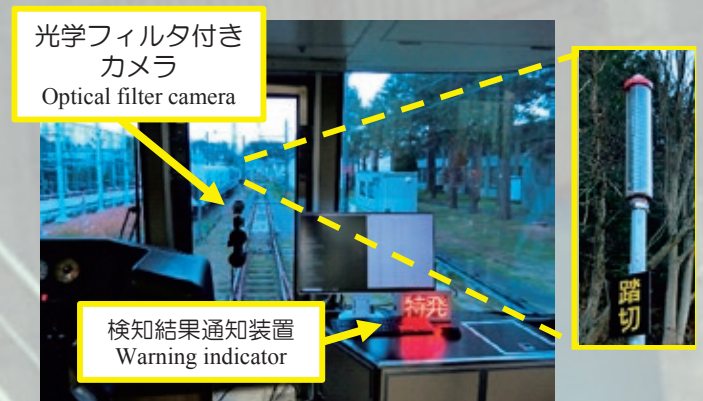 光学フィルタ付き
カメラ
Optical filter camera
特発
検知結果通知装置
Warning indicator
踏
切